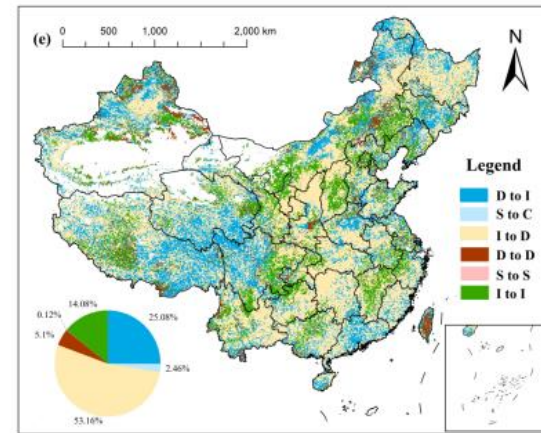 (e)
0 500 1,000 2,000 km
N
Legend
D to I
S to C
I to D
D to D
S to S
I to I
14.08%
0.12%
5.1%
25.08%
2.46%
53.16%